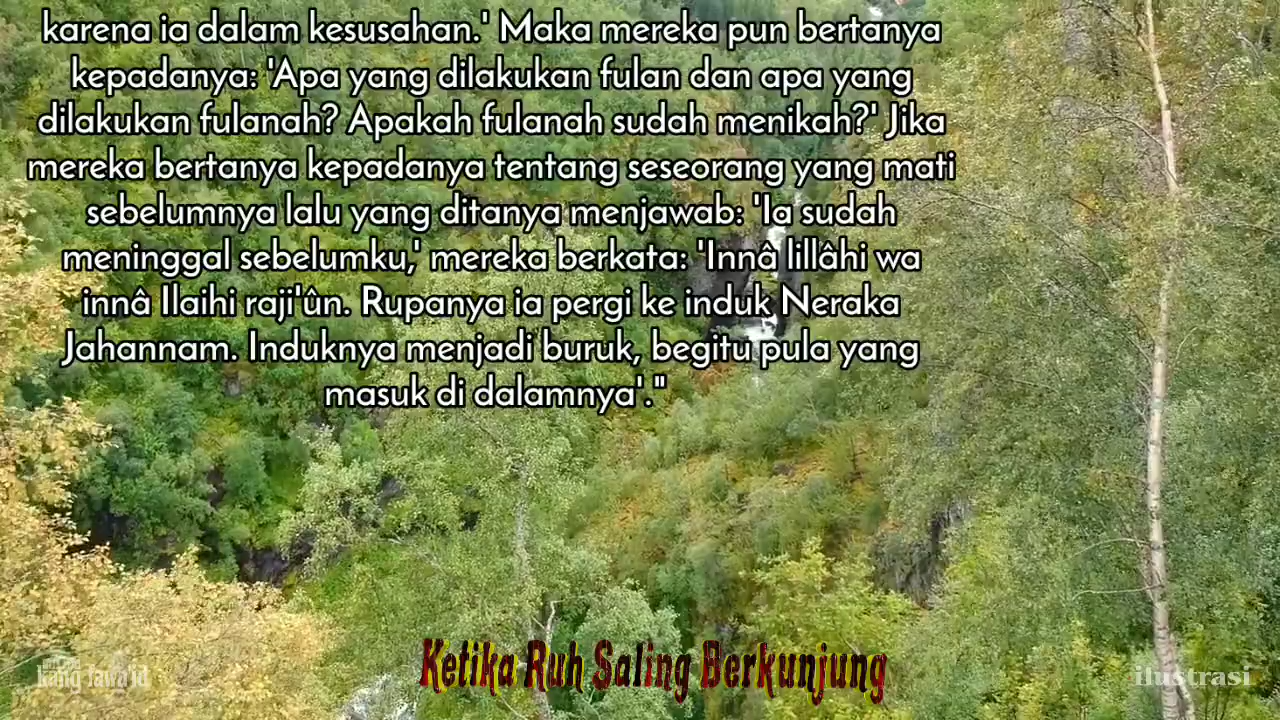 karena ia dalam kesusahan.' Maka mereka pun bertanya
kepadanya: 'Apa yang dilakukan fulan dan apa yang
dilakukan fulanah? Apakah fulanah sudah menikah?' Jika
mereka bertanya kepadanya tentang seseorang yang mati
sebelumnya lalu yang ditanya menjawab: 'Ia sudah
meninggal sebelumku,' mereka berkata: 'Innâ lillâhi wa
innâ Ilaihi raji'ûn. Rupanya ia pergi ke induk Neraka
Jahannam. Induknya menjadi buruk, begitu pula yang
masuk di dalamnya'."
Ketika Ruh Saling Berkunjung
kang Jawa id
ilustrasi